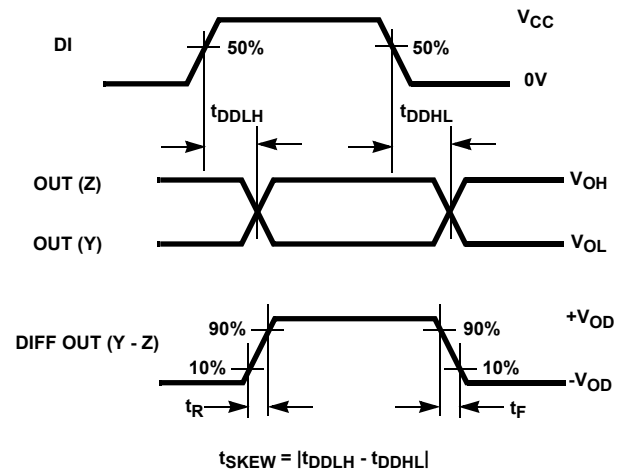 DI
50%
50%
VCC
0V
tDDLH
tDDHL
OUT (Z)
VOH
OUT (Y)
VOL
DIFF OUT (Y - Z)
90%
90%
+VOD
10%
10%
-VOD
tR
tF
tSKEW = |tDDLH - tDDHL|